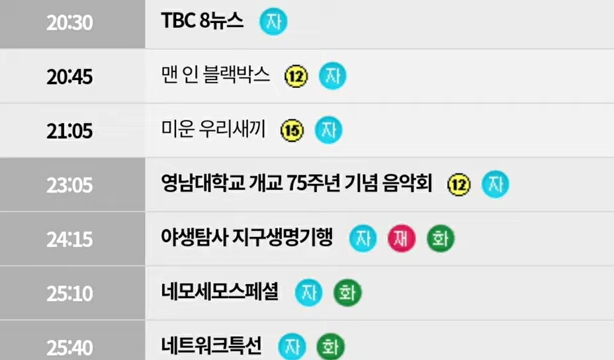 20:30 TBC 8뉴스 자
20:45 맨 인 블랙박스 12 자
21:05 미운 우리새끼 15 자
23:05 영남대학교 개교 75주년 기념 음악회 12 자
24:15 야생탐사 지구생명기행 자 재 화
25:10 네모세모스페셜 자 화
25:40 네트워크특선 자 화